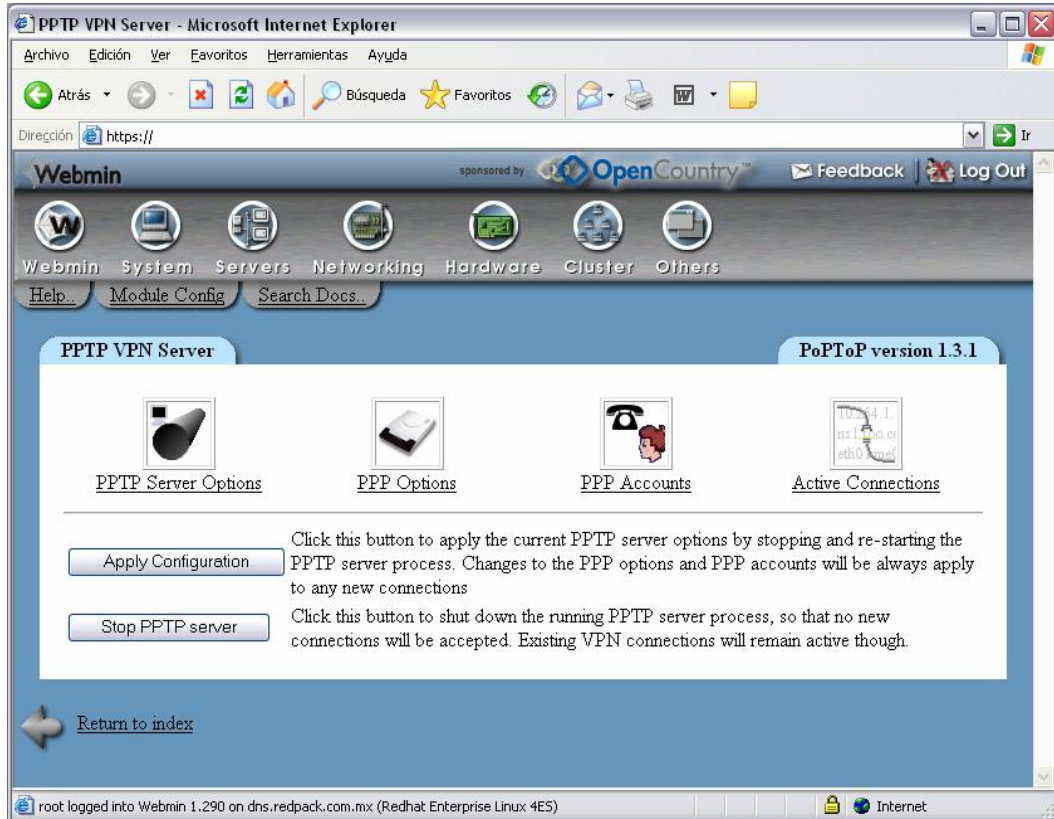 PPTP VPN Server - Microsoft Internet Explorer
Archivo Edición Ver Favoritos Herramientas Ayuda
Atrás Búsqueda Favoritos
Dirección https:// Ir
Webmin sponsored by OpenCountry™ Feedback Log Out
Webmin System Servers Networking Hardware Cluster Others
Help.. Module Config Search Docs..
PPTP VPN Server PoPToP version 1.3.1
PPTP Server Options PPP Options PPP Accounts Active Connections
Apply Configuration
Click this button to apply the current PPTP server options by stopping and re-starting the
PPTP server process. Changes to the PPP options and PPP accounts will be always apply
to any new connections
Stop PPTP server
Click this button to shut down the running PPTP server process, so that no new
connections will be accepted. Existing VPN connections will remain active though.
Return to index
root logged into Webmin 1.290 on dns.redpack.com.mx (Redhat Enterprise Linux 4ES) Internet